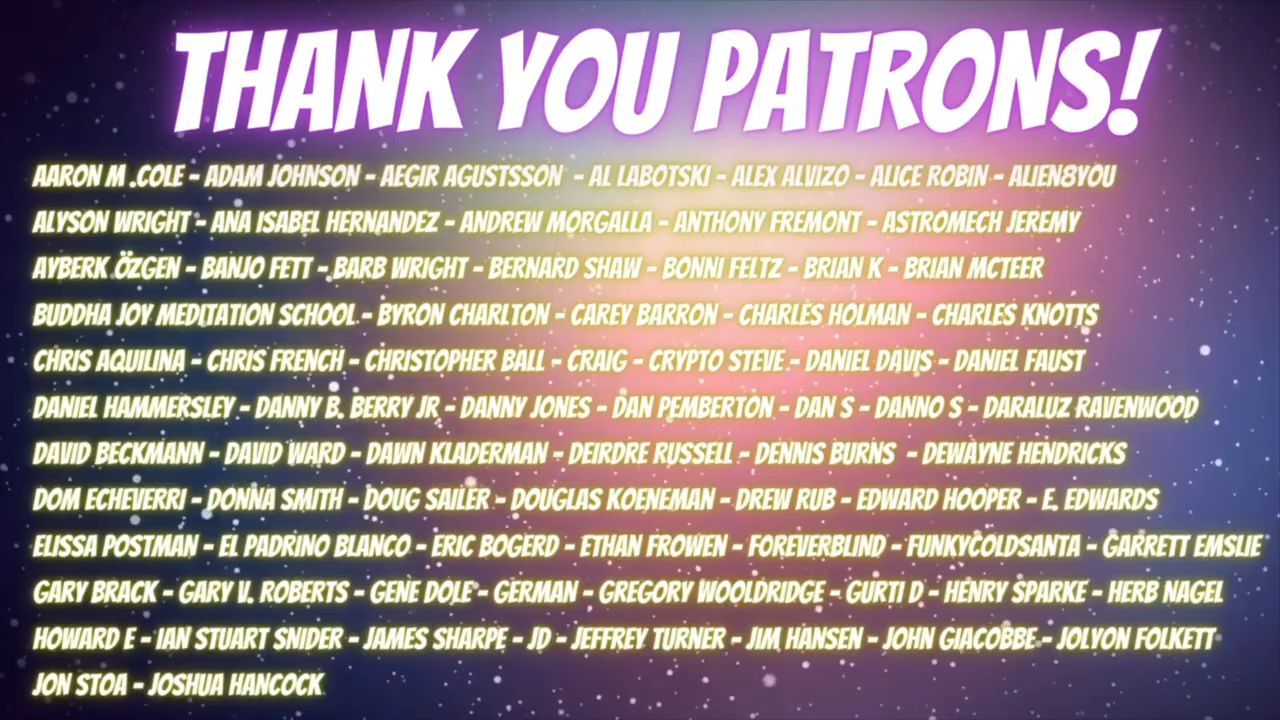 THANK YOU PATRONS!
AARON M .COLE - ADAM JOHNSON - AEGIR AGUSTSSON  - AL LABOTSKI - ALEX ALVIZO - ALICE ROBIN - ALIEN8YOU
ALYSON WRIGHT - ANA ISABEL HERNANDEZ - ANDREW MORGALLA - ANTHONY FREMONT - ASTROMECH JEREMY
AYBERK ÖZGEN - BANJO FETT - BARB WRIGHT - BERNARD SHAW - BONNI FELTZ - BRIAN K - BRIAN MCTEER
BUDDHA JOY MEDITATION SCHOOL - BYRON CHARLTON - CAREY BARRON - CHARLES HOLMAN - CHARLES KNOTTS
CHRIS AQUILINA - CHRIS FRENCH - CHRISTOPHER BALL - CRAIG - CRYPTO STEVE - DANIEL DAVIS - DANIEL FAUST
DANIEL HAMMERSLEY - DANNY B. BERRY JR - DANNY JONES - DAN PEMBERTON - DAN S - DANNO S - DARALUZ RAVENWOOD
DAVID BECKMANN - DAVID WARD - DAWN KLADERMAN - DEIRDRE RUSSELL - DENNIS BURNS  - DEWAYNE HENDRICKS
DOM ECHEVERRI - DONNA SMITH - DOUG SAILER - DOUGLAS KOENEMAN - DREW RUB - EDWARD HOOPER - E. EDWARDS
ELISSA POSTMAN - EL PADRINO BLANCO - ERIC BOGERD - ETHAN FROWEN - FOREVERBLIND - FUNKYCOLDSANTA - GARRETT EMSLIE
GARY BRACK - GARY V. ROBERTS - GENE DOLE - GERMAN - GREGORY WOOLDRIDGE - GURTI D - HENRY SPARKE - HERB NAGEL
HOWARD E - IAN STUART SNIDER - JAMES SHARPE - JD - JEFFREY TURNER - JIM HANSEN - JOHN GIACOBBE - JOLYON FOLKETT
JON STOA - JOSHUA HANCOCK